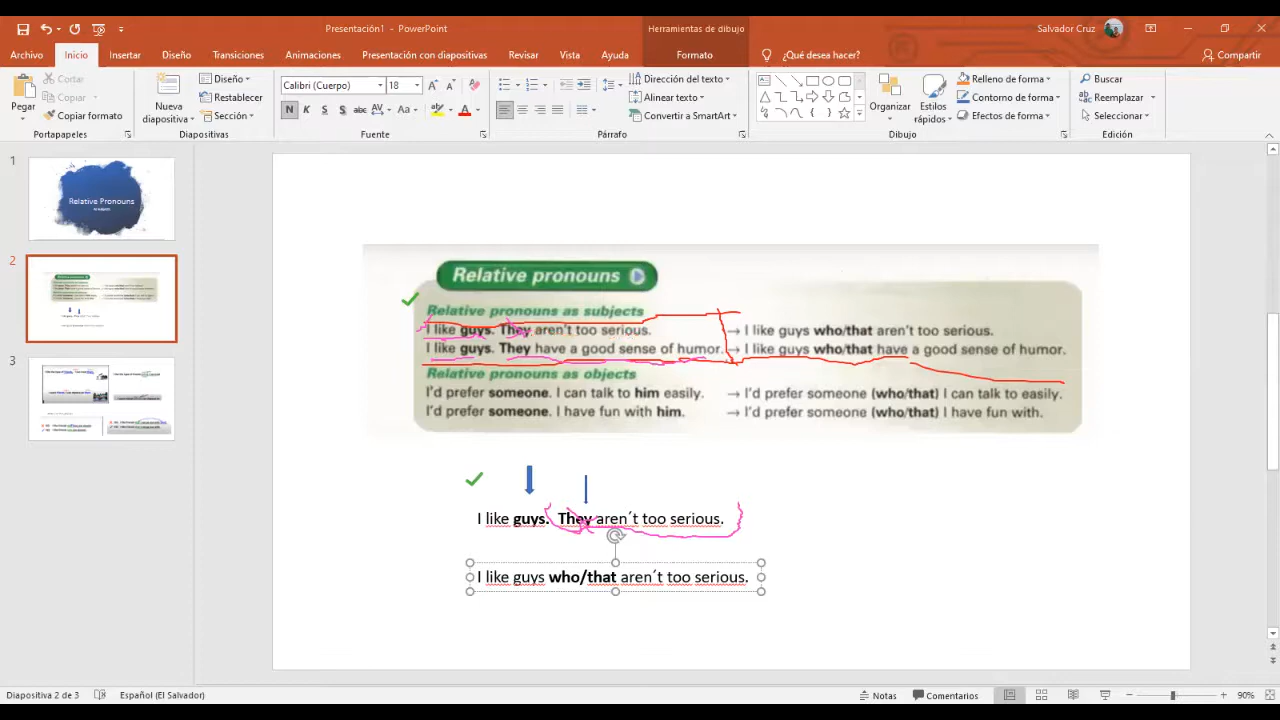 Presentación1 - PowerPoint
Herramientas de dibujo
Salvador Cruz
Archivo Inicio Insertar Diseño Transiciones Animaciones Presentación con diapositivas Revisar Vista Ayuda Formato ¿Qué desea hacer? Compartir
Pegar
Cortar
Copiar
Copiar formato
Portapapeles
Nueva diapositiva
Diseño
Restablecer
Sección
Diapositivas
Calibri (Cuerpo) 18
N K S S abc AV Aa A
Fuente
Dirección del texto
Alinear texto
Convertir a SmartArt
Párrafo
Organizar
Estilos rápidos
Relleno de forma
Contorno de forma
Efectos de forma
Dibujo
Buscar
Reemplazar
Seleccionar
Edición
1
Relative Pronouns
2
3
Relative pronouns
Relative pronouns as subjects
I like guys. They aren't too serious. → I like guys who/that aren't too serious.
I like guys. They have a good sense of humor. → I like guys who/that have a good sense of humor.
Relative pronouns as objects
I'd prefer someone. I can talk to him easily. → I'd prefer someone (who/that) I can talk to easily.
I'd prefer someone. I have fun with him. → I'd prefer someone (who/that) I have fun with.
I like guys. They aren´t too serious.
I like guys who/that aren´t too serious.
Diapositiva 2 de 3 Español (El Salvador) Notas Comentarios 90%